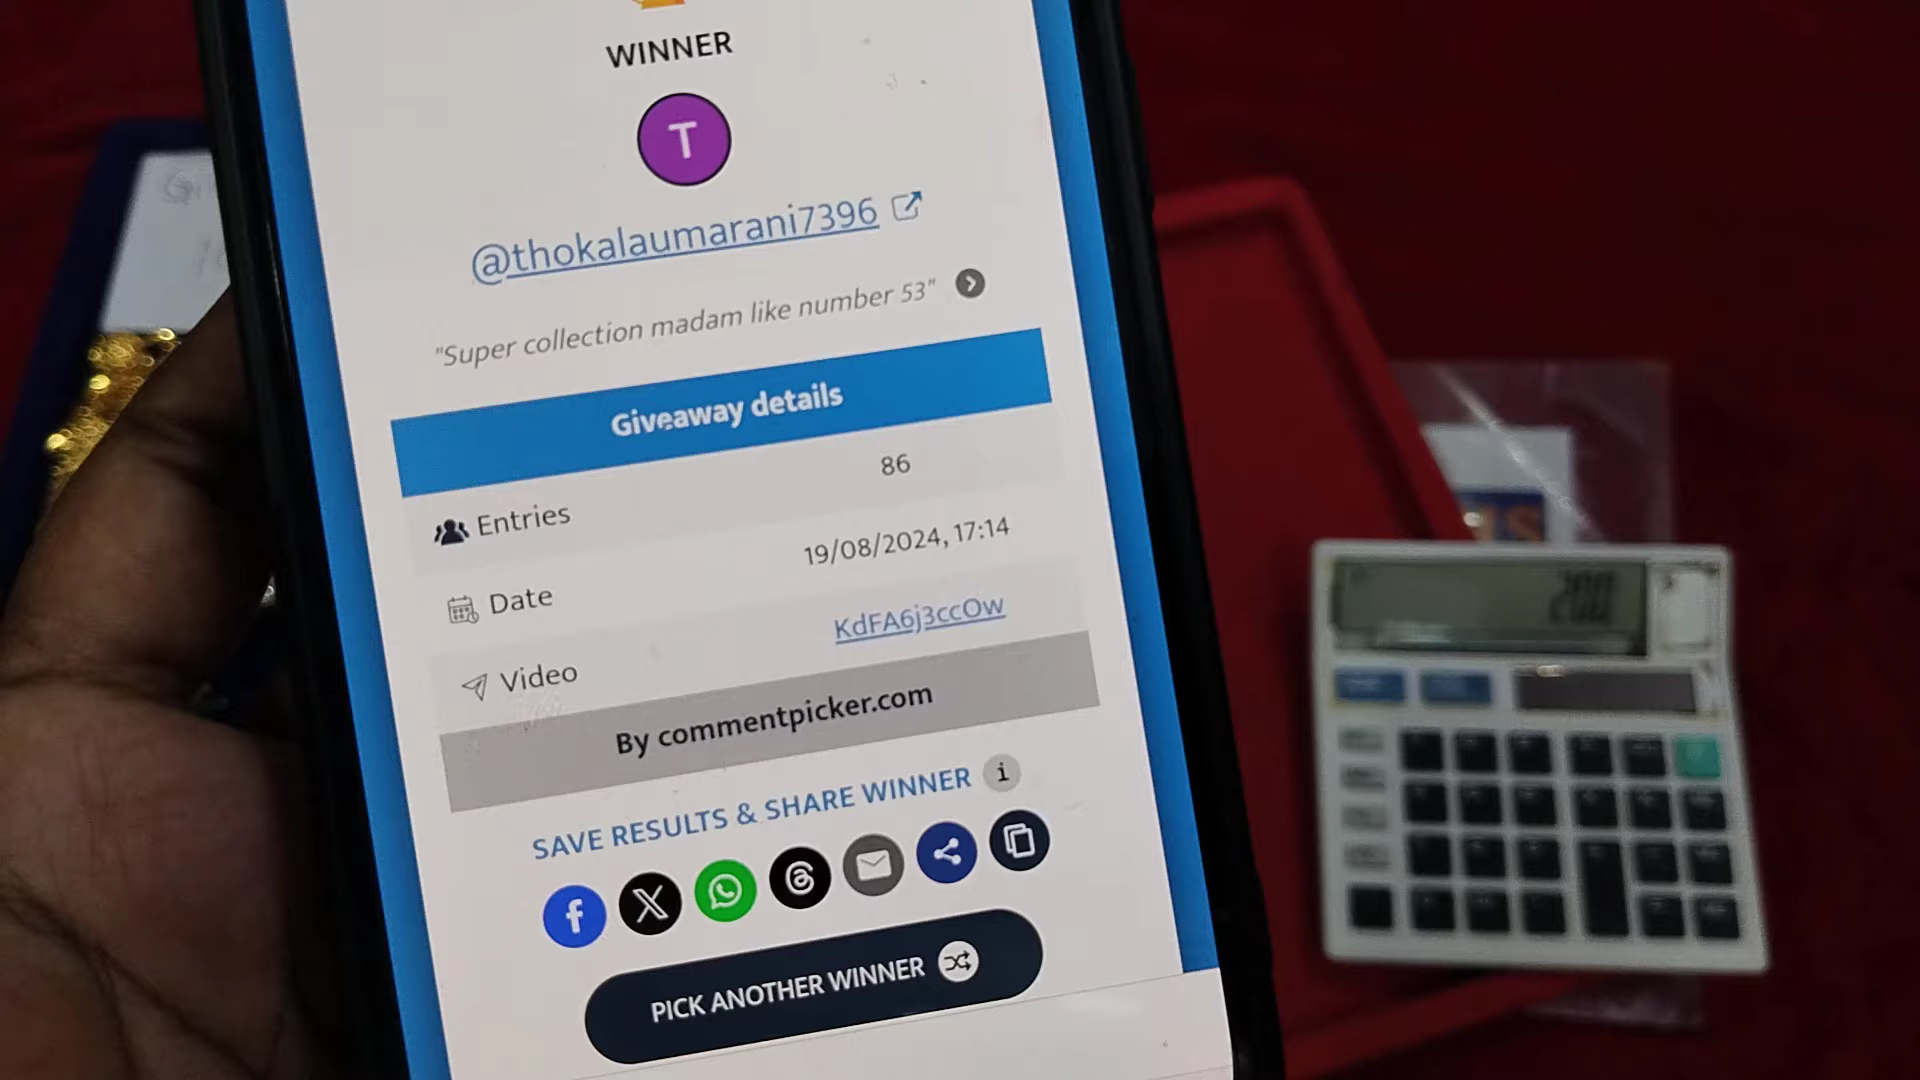 WINNER
T
@thokalaumarani7396
"Super collection madam like number 53"
Giveaway details
Entries 86
Date 19/08/2024, 17:14
Video KdFA6j3ccOw
By commentpicker.com
SAVE RESULTS & SHARE WINNER i
PICK ANOTHER WINNER
200.